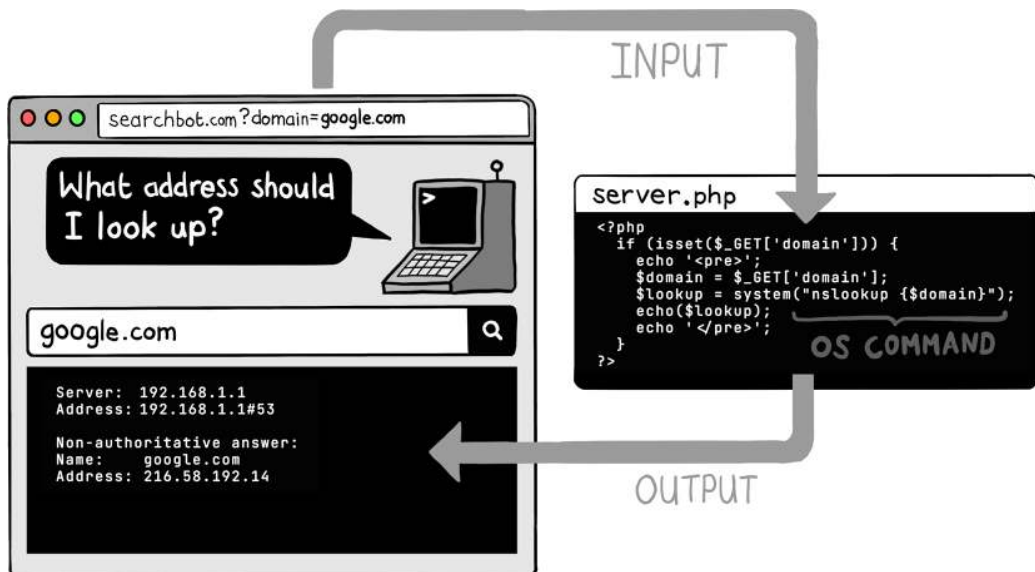 INPUT
searchbot.com?domain=google.com
What address should
I look up?
>
google.com
Server:  192.168.1.1
Address: 192.168.1.1#53
Non-authoritative answer:
Name:    google.com
Address: 216.58.192.14
server.php
<?php
  if (isset($_GET['domain'])) {
    echo '<pre>';
    $domain = $_GET['domain'];
    $lookup = system("nslookup {$domain}");
    echo($lookup);
    echo '</pre>';
  }
?>
OS COMMAND
OUTPUT